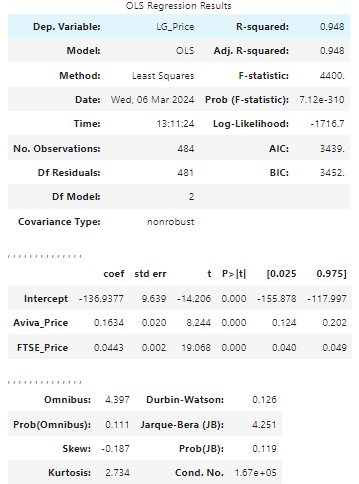 OLS Regression Results
Dep. Variable: LG_Price R-squared: 0.948
Model: OLS Adj. R-squared: 0.948
Method: Least Squares F-statistic: 4400.
Date: Wed, 06 Mar 2024 Prob (F-statistic): 7.12e-310
Time: 13:11:24 Log-Likelihood: -1716.7
No. Observations: 484 AIC: 3439.
Df Residuals: 481 BIC: 3452.
Df Model: 2
Covariance Type: nonrobust
, , , , , , , , , , , , , ,
coef std err t P>|t| [0.025 0.975]
Intercept -136.9377 9.639 -14.206 0.000 -155.878 -117.997
Aviva_Price 0.1634 0.020 8.244 0.000 0.124 0.202
FTSE_Price 0.0443 0.002 19.068 0.000 0.040 0.049
, , , , , , , , , , , , , ,
Omnibus: 4.397 Durbin-Watson: 0.126
Prob(Omnibus): 0.111 Jarque-Bera (JB): 4.251
Skew: -0.187 Prob(JB): 0.119
Kurtosis: 2.734 Cond. No. 1.67e+05